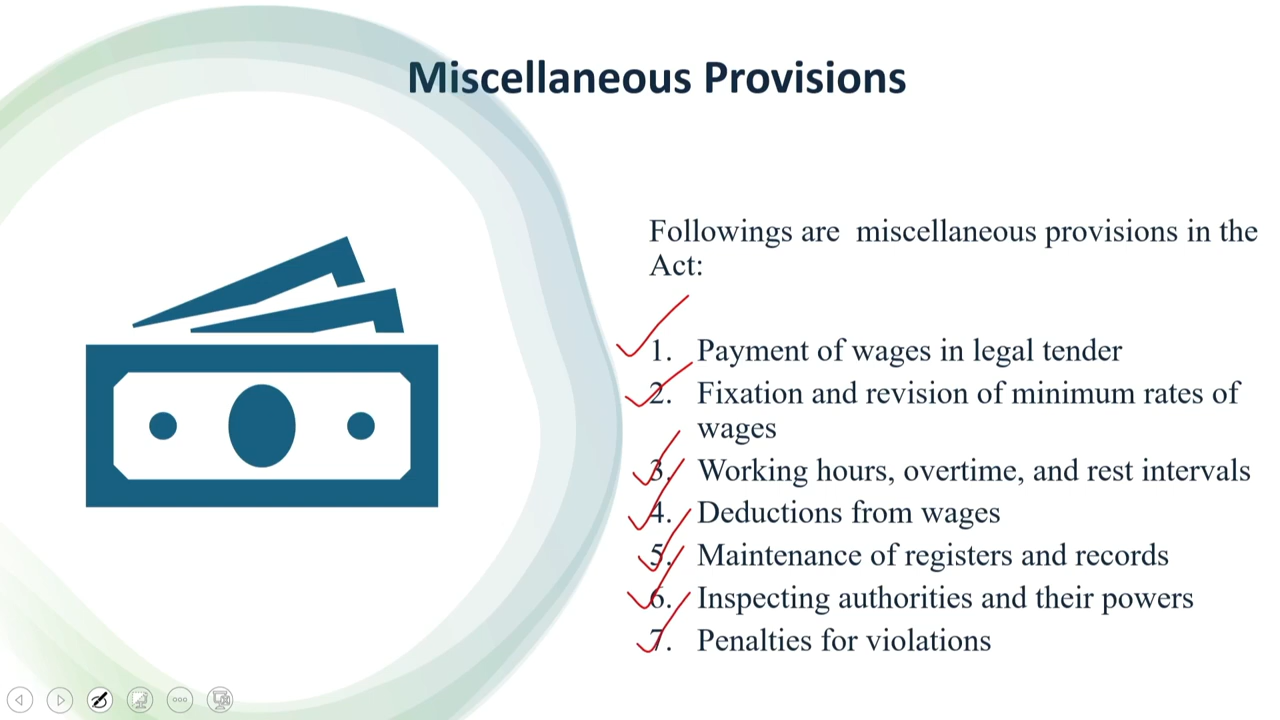 Miscellaneous Provisions
Followings are miscellaneous provisions in the
Act:
1. Payment of wages in legal tender
2. Fixation and revision of minimum rates of
wages
3. Working hours, overtime, and rest intervals
4. Deductions from wages
5. Maintenance of registers and records
6. Inspecting authorities and their powers
7. Penalties for violations